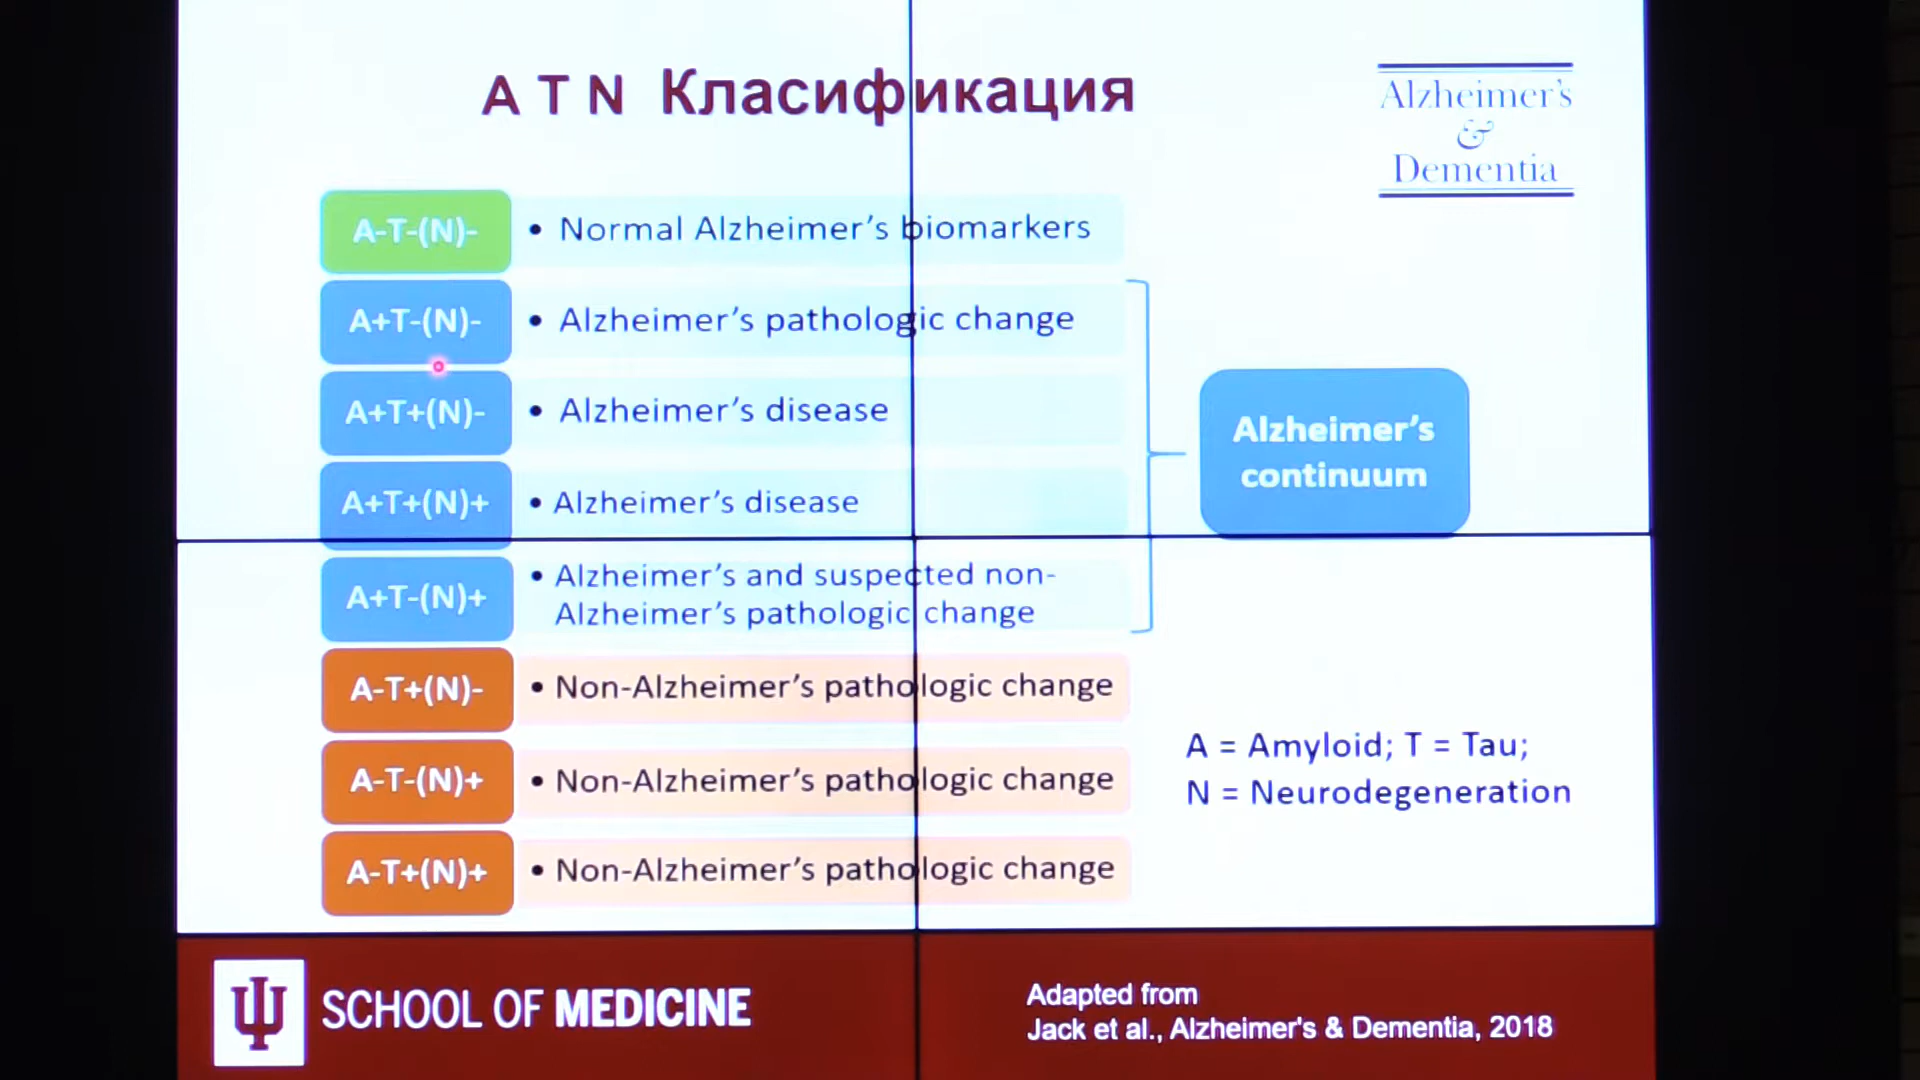 A T N Класификация
Alzheimer's
&
Dementia
A-T-(N)-
• Normal Alzheimer's biomarkers
A+T-(N)-
• Alzheimer's pathologic change
A+T+(N)-
• Alzheimer's disease
A+T+(N)+
• Alzheimer's disease
A+T-(N)+
• Alzheimer's and suspected non-
Alzheimer's pathologic change
Alzheimer's
continuum
A-T+(N)-
• Non-Alzheimer's pathologic change
A-T-(N)+
• Non-Alzheimer's pathologic change
A-T+(N)+
• Non-Alzheimer's pathologic change
A = Amyloid; T = Tau;
N = Neurodegeneration
SCHOOL OF MEDICINE
Adapted from
Jack et al., Alzheimer's & Dementia, 2018